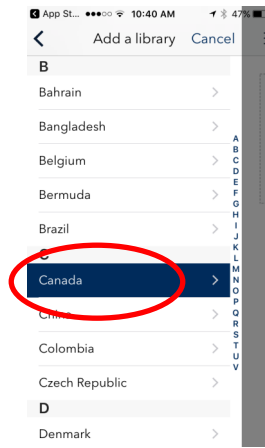 App St... 10:40 AM 47%
Add a library Cancel
B
Bahrain
Bangladesh
Belgium
Bermuda
Brazil
C
Canada
China
Colombia
Czech Republic
D
Denmark
A
B
C
D
E
F
G
H
I
J
K
L
M
N
O
P
Q
R
S
T
U
V